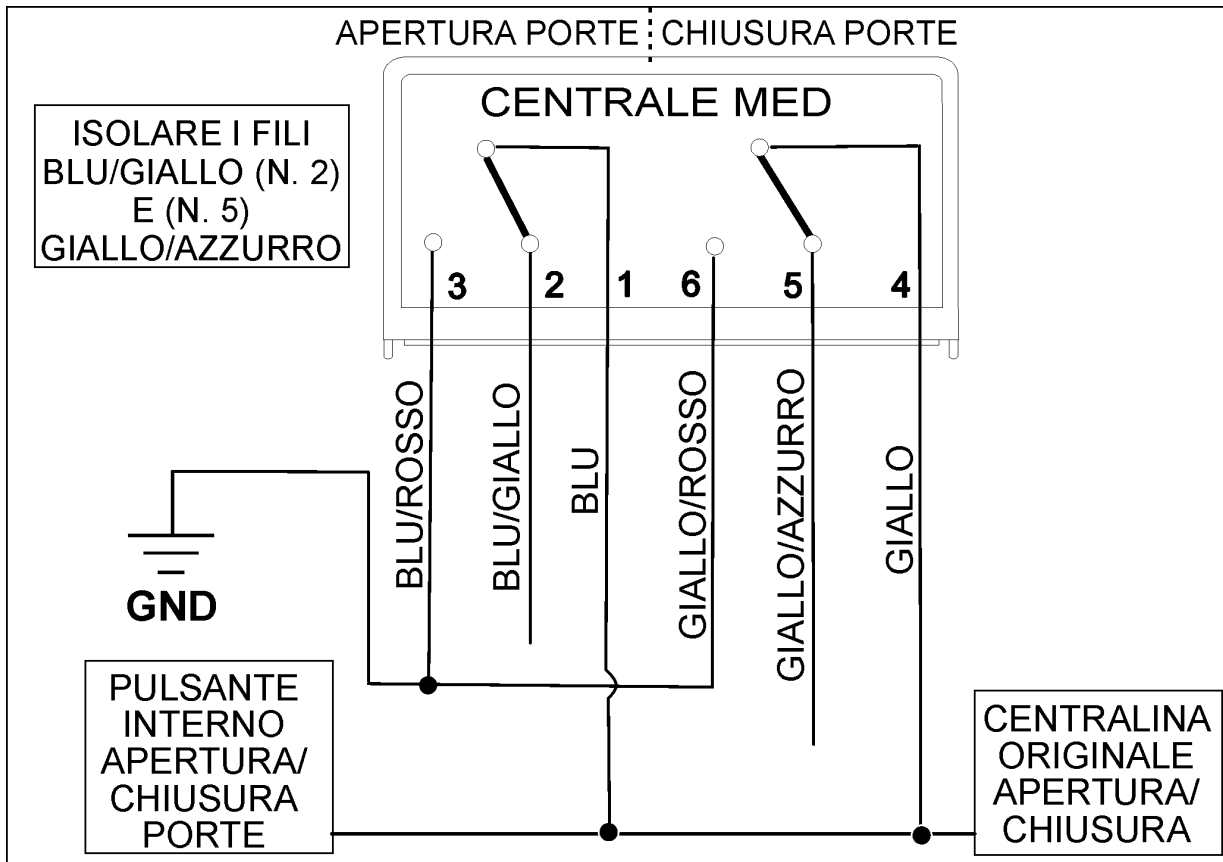 APERTURA PORTE CHIUSURA PORTE
CENTRALE MED
ISOLARE I FILI
BLU/GIALLO (N. 2)
E (N. 5)
GIALLO/AZZURRO
3 2 1 6 5 4
BLU/ROSSO
BLU/GIALLO
BLU
GIALLO/ROSSO
GIALLO/AZZURRO
GIALLO
GND
PULSANTE
INTERNO
APERTURA/
CHIUSURA
PORTE
CENTRALINA
ORIGINALE
APERTURA/
CHIUSURA